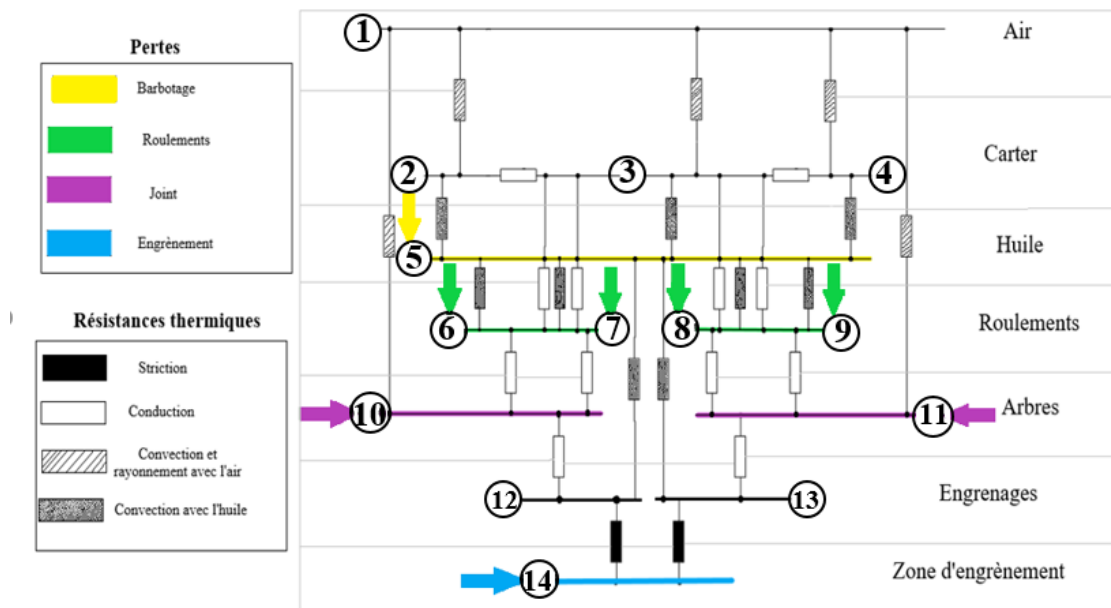 Pertes
Barbotage
Roulements
Joint
Engrènement
Résistances thermiques
Striction
Conduction
Convection et
rayonnement avec l'air
Convection avec l'huile
1
Air
Carter
2
3
4
5
Huile
6
7
8
9
Roulements
10
11
Arbres
12
13
Engrenages
14
Zone d'engrènement